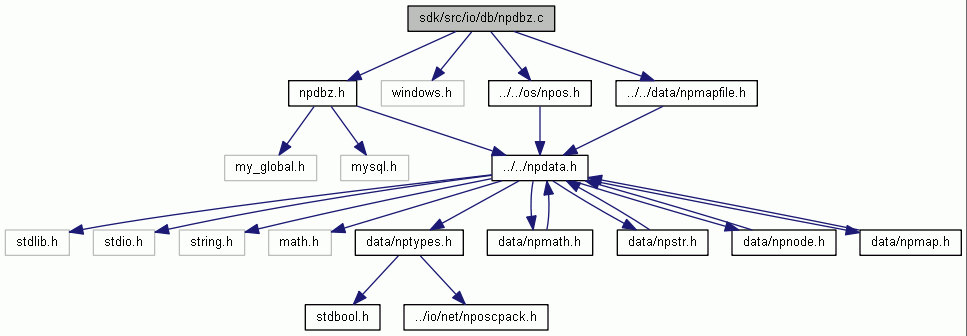 sdk/src/io/db/npdbz.c
npdbz.h
windows.h
../../os/npos.h
../../data/npmapfile.h
my_global.h
mysql.h
../../npdata.h
stdlib.h
stdio.h
string.h
math.h
data/nptypes.h
data/npmath.h
data/npstr.h
data/npnode.h
data/npmap.h
stdbool.h
../io/net/nposcpack.h